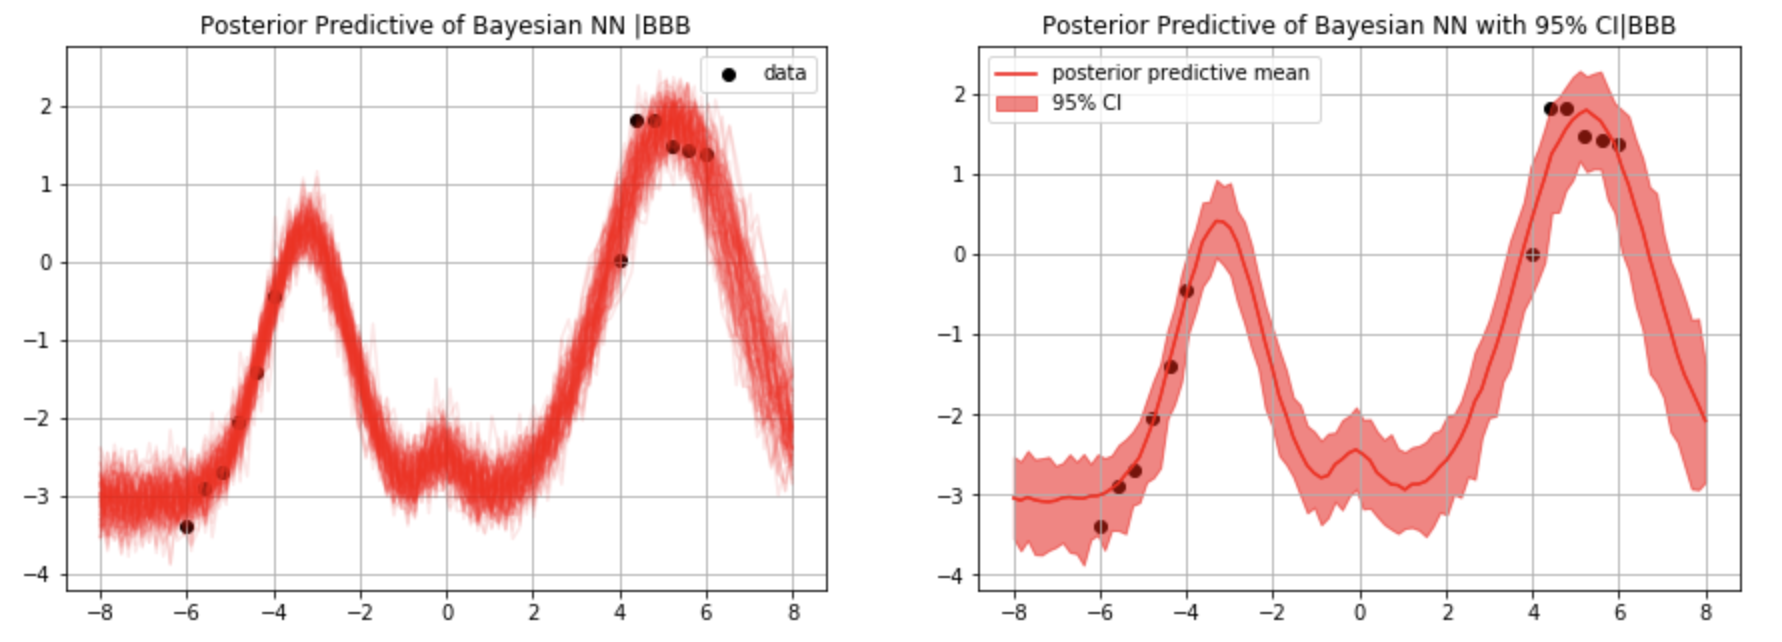 Posterior Predictive of Bayesian NN |BBB
data
2
1
0
−1
−2
−3
−4
−8 −6 −4 −2 0 2 4 6 8
Posterior Predictive of Bayesian NN with 95% CI|BBB
posterior predictive mean
95% CI
2
1
0
−1
−2
−3
−4
−8 −6 −4 −2 0 2 4 6 8